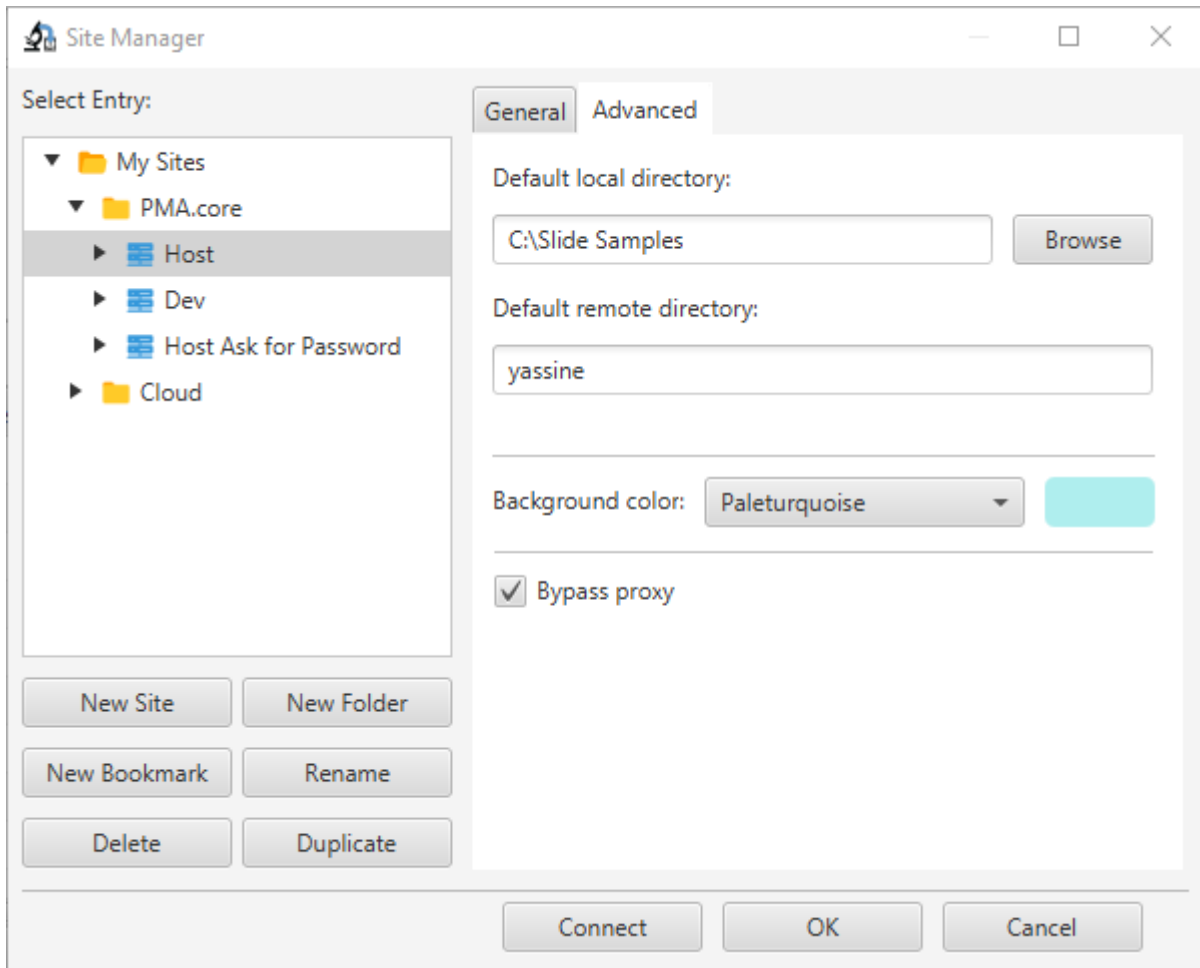 Site Manager
Select Entry:
My Sites
PMA.core
Host
Dev
Host Ask for Password
Cloud
New Site
New Folder
New Bookmark
Rename
Delete
Duplicate
General
Advanced
Default local directory:
C:\Slide Samples
Browse
Default remote directory:
yassine
Background color:
Paleturquoise
Bypass proxy
Connect
OK
Cancel